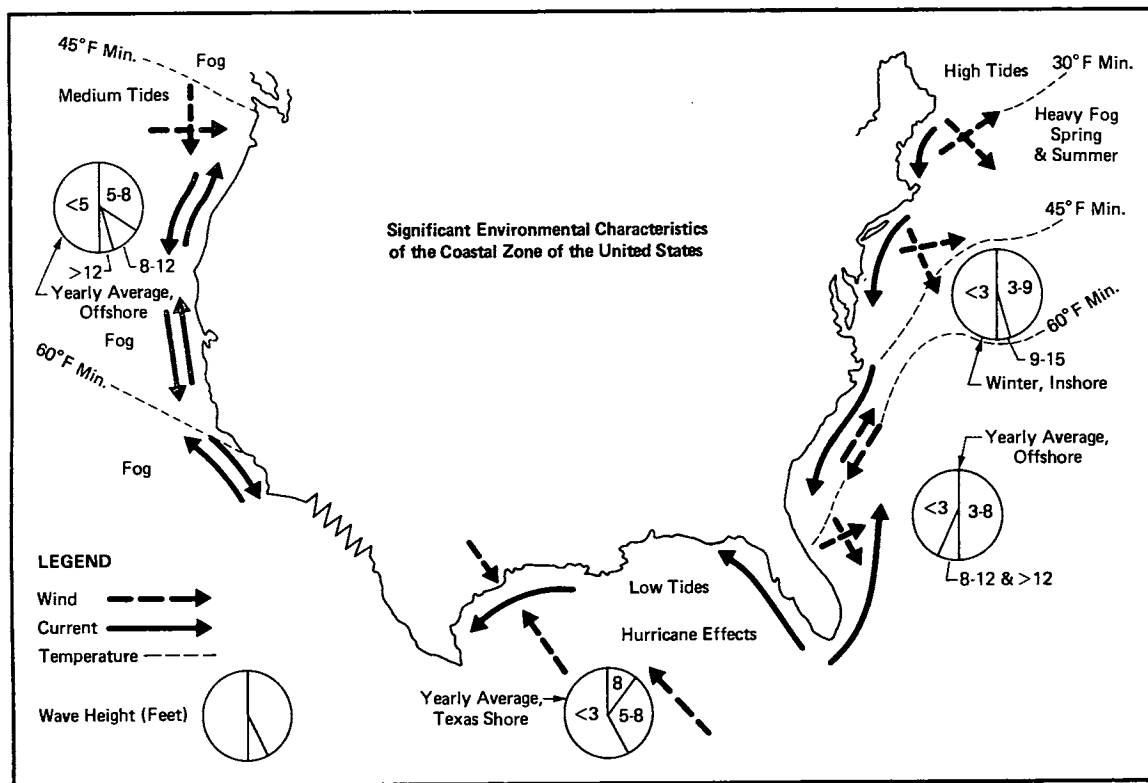 45°F Min.
Fog
Medium Tides
<5
5-8
>12
8-12
Yearly Average,
Offshore
Fog
60°F Min.
Fog
Significant Environmental Characteristics
of the Coastal Zone of the United States
High Tides
30°F Min.
Heavy Fog
Spring
& Summer
45°F Min.
<3
3-9
60°F Min.
9-15
Winter, Inshore
Yearly Average,
Offshore
<3
3-8
8-12 & >12
Low Tides
Hurricane Effects
Yearly Average,
Texas Shore
<3
8
5-8
LEGEND
Wind
Current
Temperature
Wave Height (Feet)